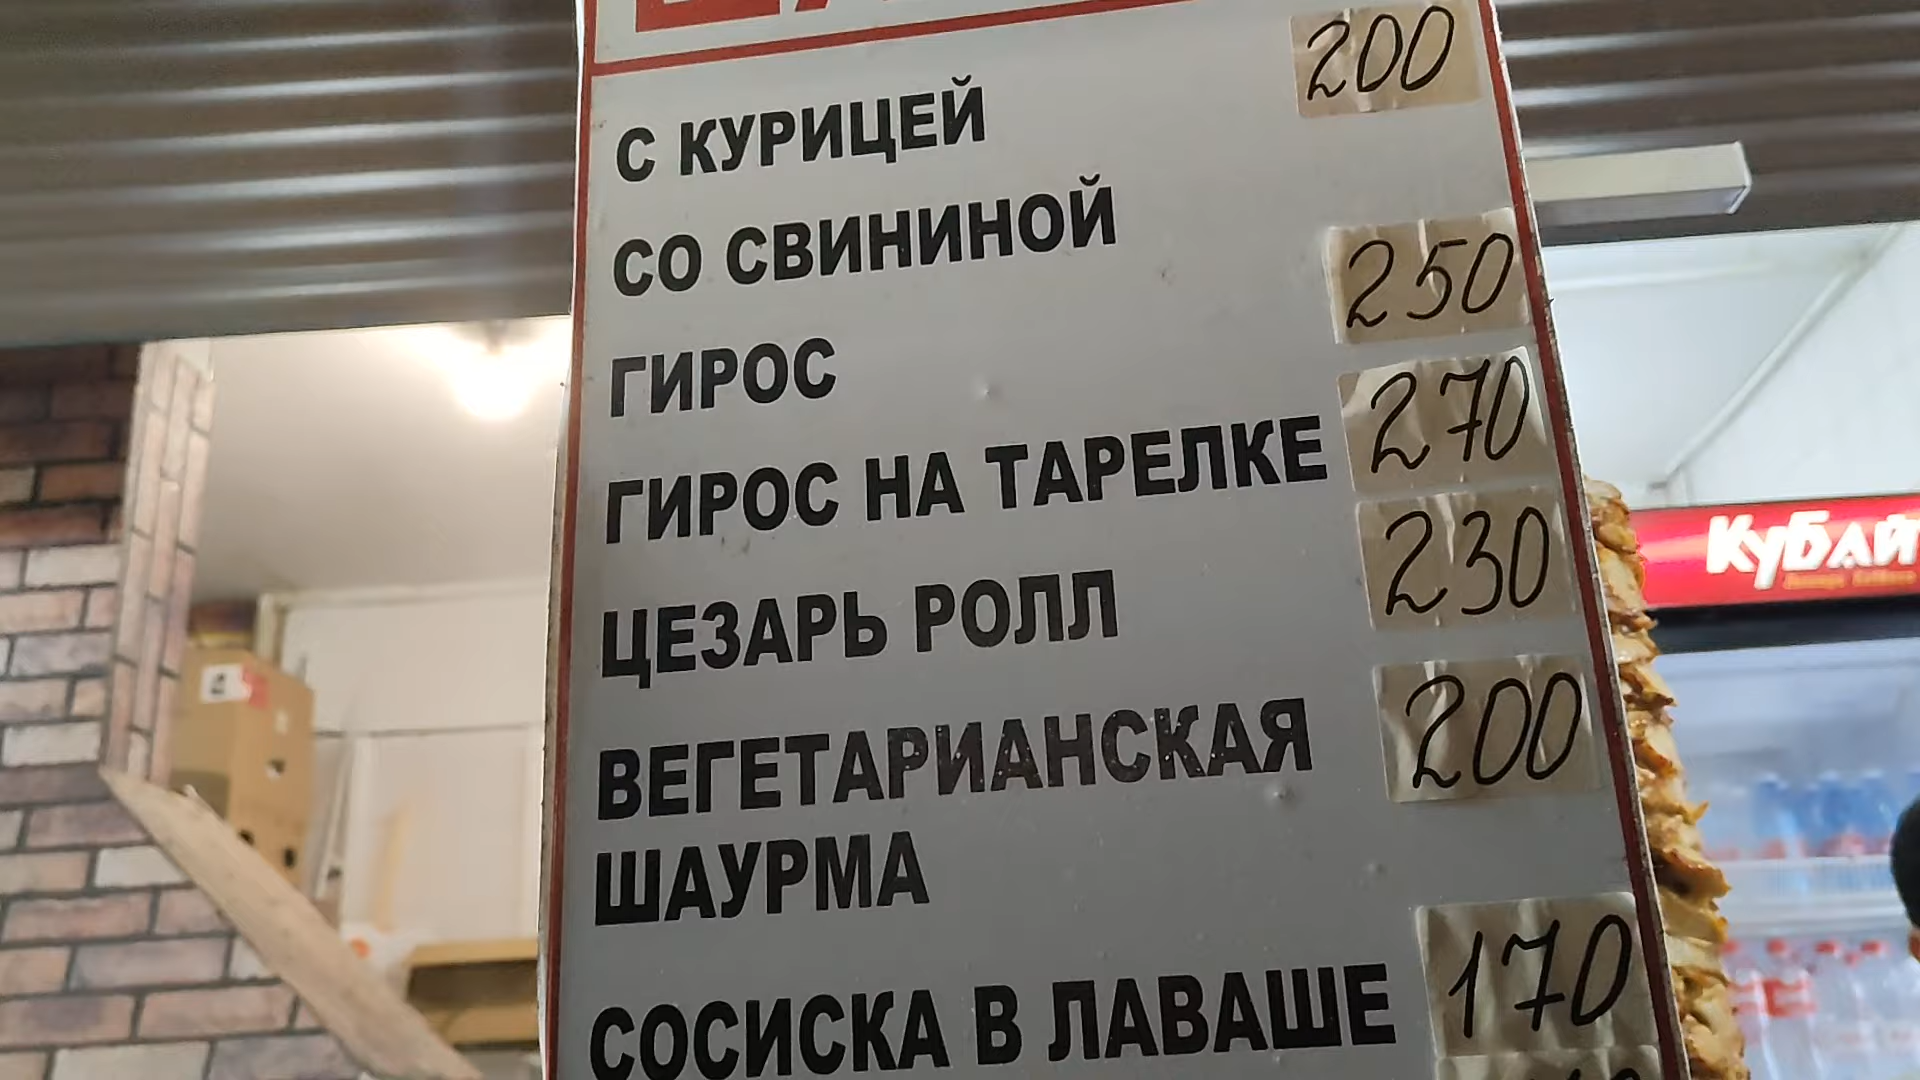 С КУРИЦЕЙ 200
СО СВИНИНОЙ
ГИРОС 250
ГИРОС НА ТАРЕЛКЕ 270
ЦЕЗАРЬ РОЛЛ 230
ВЕГЕТАРИАНСКАЯ 200
ШАУРМА
СОСИСКА В ЛАВАШЕ 170
КуБАй